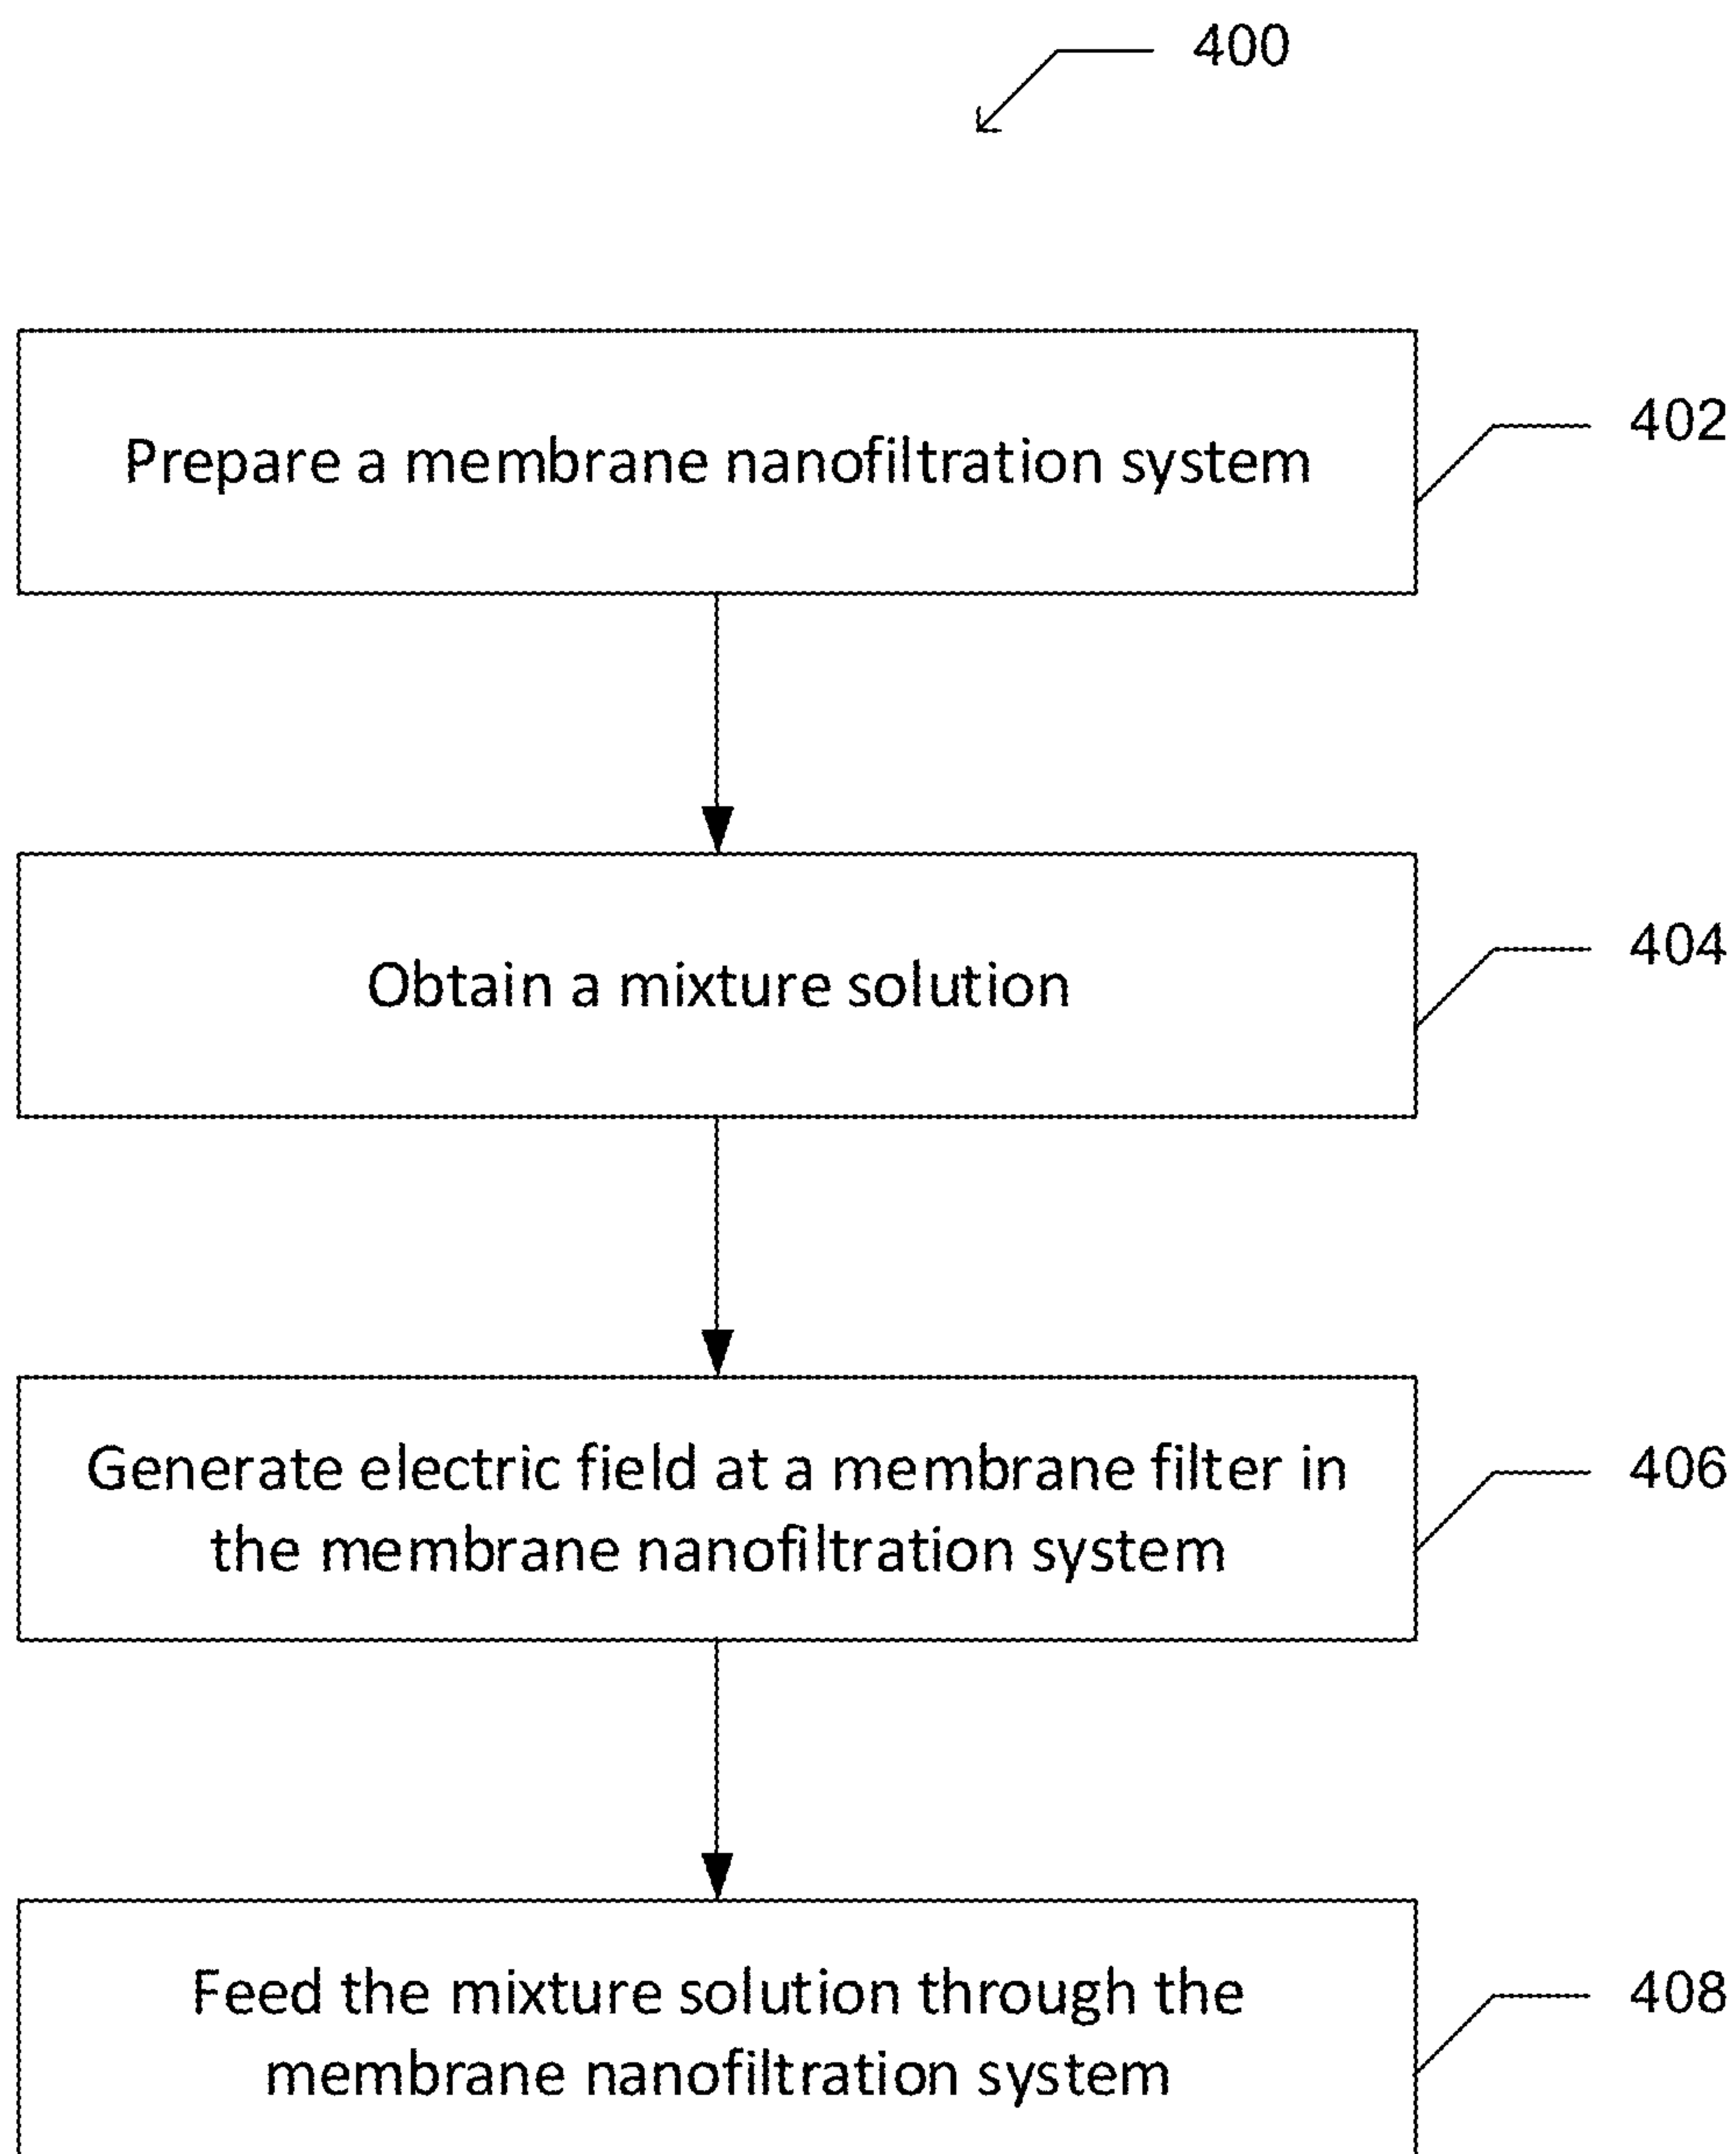 400
Prepare a membrane nanofiltration system
402
Obtain a mixture solution
404
Generate electric field at a membrane filter in
the membrane nanofiltration system
406
Feed the mixture solution through the
membrane nanofiltration system
408